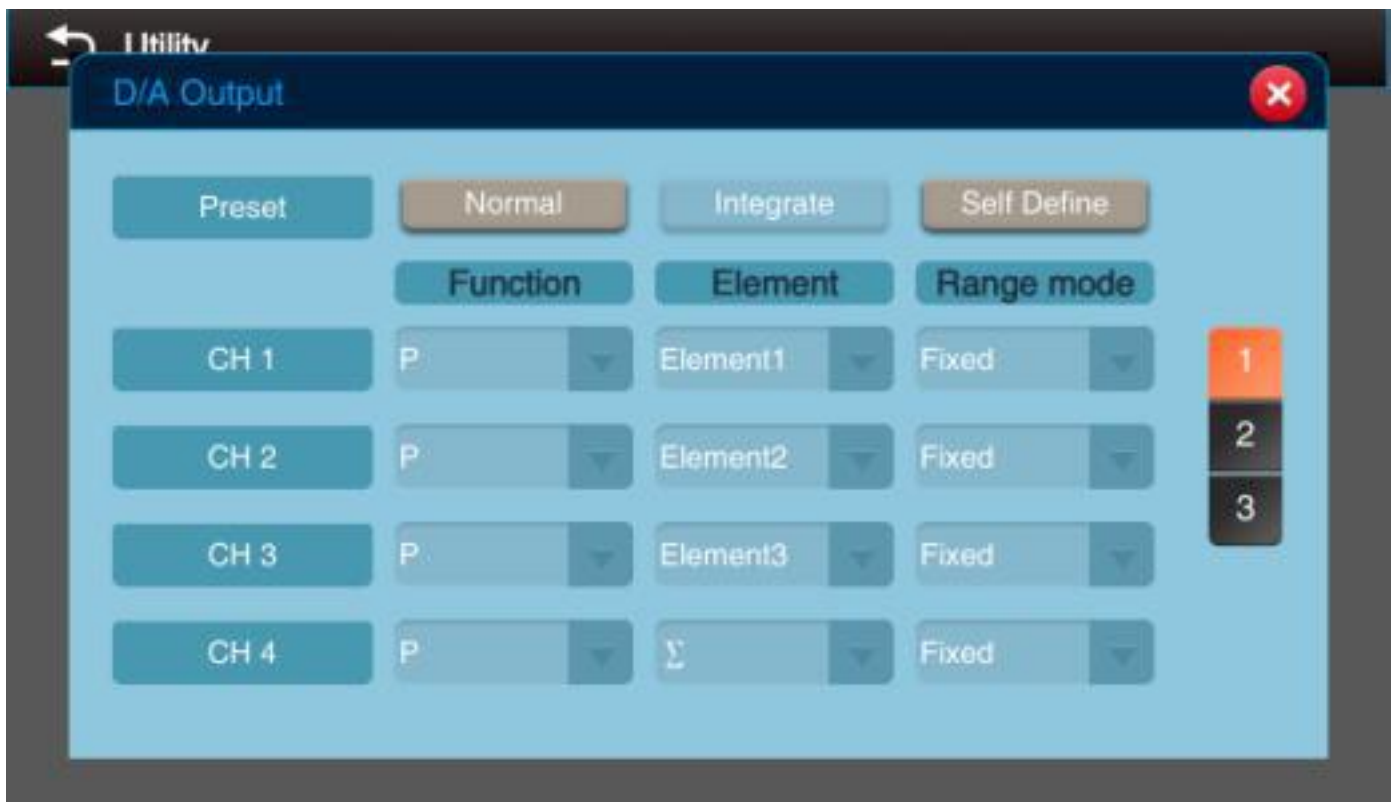 Utility
D/A Output
Preset Normal Integrate Self Define
Function Element Range mode
CH 1 P Element1 Fixed 1
CH 2 P Element2 Fixed 2
CH 3 P Element3 Fixed 3
CH 4 P Σ Fixed